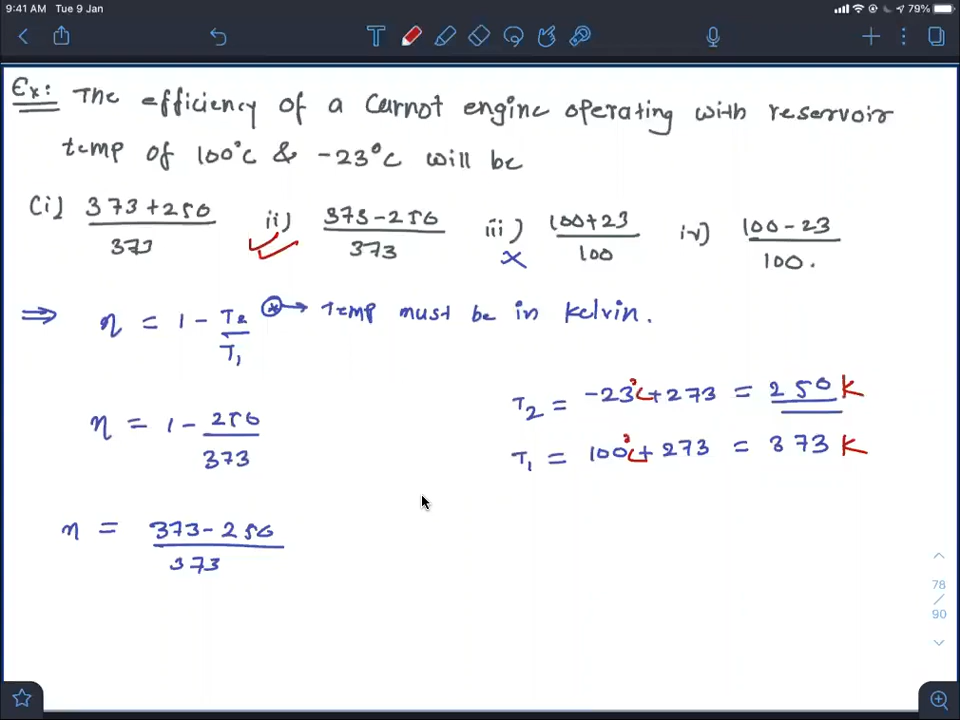 9:41 AM Tue 9 Jan
79%
Ex: The efficiency of a Carnot engine operating with reservoir
temp of 100°C & -23°C will be
(i) 373+250/373 ii) 373-250/373 iii) 100+23/100 iv) 100-23/100.
⇒ η = 1 - T2/T1 * → Temp must be in Kelvin.
T2 = -23°C+273 = 250 K
η = 1 - 250/373
T1 = 100°C+273 = 373 K
η = 373-250/373
78
/
90